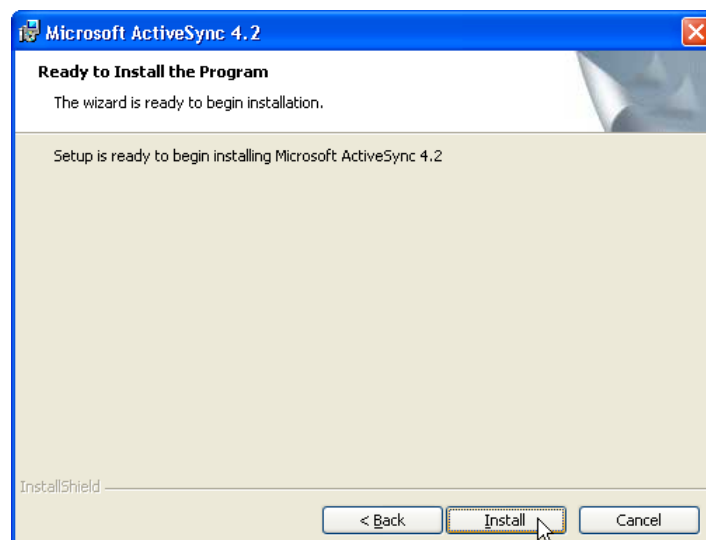 Microsoft ActiveSync 4.2
Ready to Install the Program
The wizard is ready to begin installation.
Setup is ready to begin installing Microsoft ActiveSync 4.2
InstallShield
< Back Install Cancel